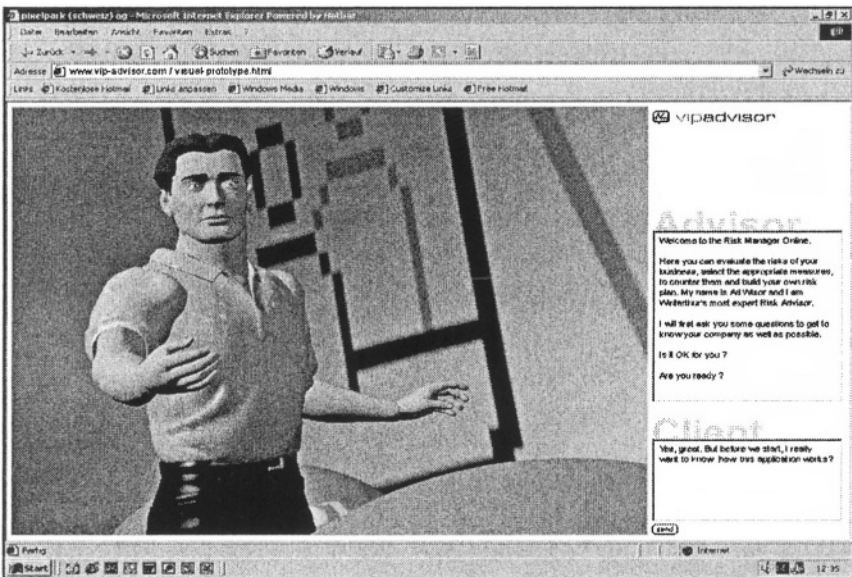 pixelpark (schweiz) ag - Microsoft Internet Explorer Powered by Hotbar
Datei Bearbeiten Ansicht Favoriten Extras ?
Zurück Suchen Favoriten Verlauf
Adresse www.vip-advisor.com / visuel-prototype.html Wechseln zu
Links Kostenlose Hotmail Links anpassen Windows Media Windows Customize Links Free Hotmail
vipadvisor
Advisor
Welcome to the Risk Manager Online.
Here you can evaluate the risks of your
business, select the appropriate measures,
to counter them and build your own risk
plan. My name is Ad Wisor and I am
Winterthur's most expert Risk Advisor.
I will first ask you some questions to get to
know your company as well as possible.
Is it OK for you ?
Are you ready ?
Client
Yes, great. But before we start, I really
want to know how this application works?
send
Fertig Internet
Start 12:35